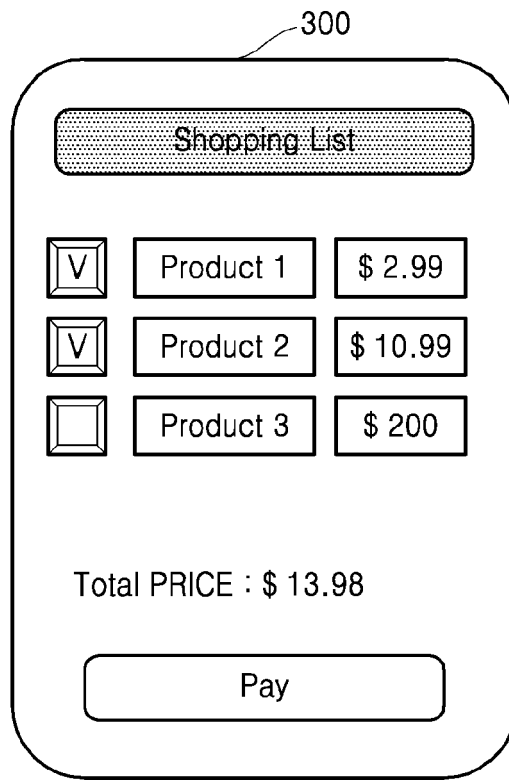 300
Shopping List
V Product 1 $ 2.99
V Product 2 $ 10.99
Product 3 $ 200
Total PRICE : $ 13.98
Pay